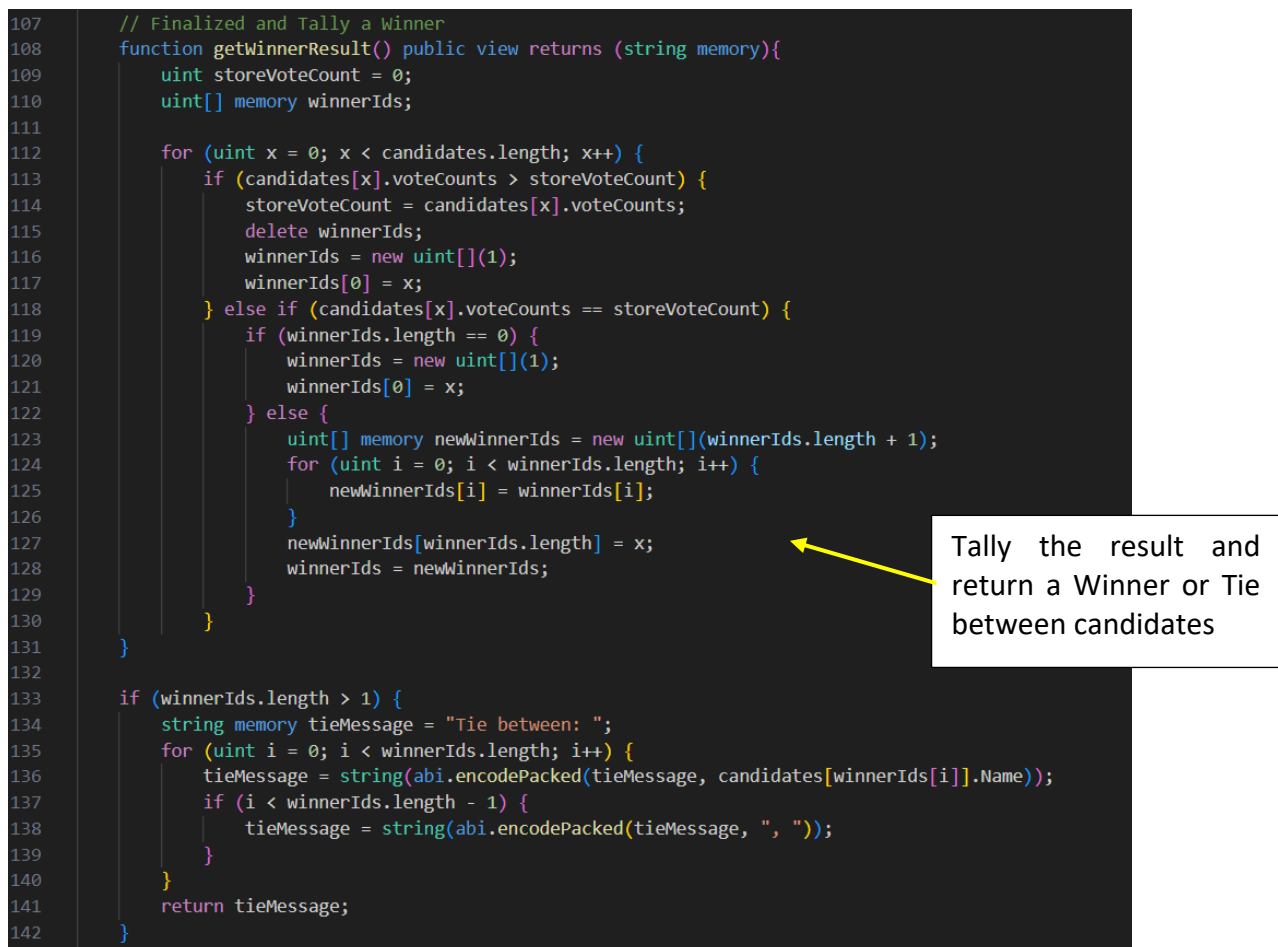 107 // Finalized and Tally a Winner
108 function getWinnerResult() public view returns (string memory){
109 uint storeVoteCount = 0;
110 uint[] memory winnerIds;
111
112 for (uint x = 0; x < candidates.length; x++) {
113 if (candidates[x].voteCounts > storeVoteCount) {
114 storeVoteCount = candidates[x].voteCounts;
115 delete winnerIds;
116 winnerIds = new uint[](1);
117 winnerIds[0] = x;
118 } else if (candidates[x].voteCounts == storeVoteCount) {
119 if (winnerIds.length == 0) {
120 winnerIds = new uint[](1);
121 winnerIds[0] = x;
122 } else {
123 uint[] memory newWinnerIds = new uint[](winnerIds.length + 1);
124 for (uint i = 0; i < winnerIds.length; i++) {
125 newWinnerIds[i] = winnerIds[i];
126 }
127 newWinnerIds[winnerIds.length] = x;
128 winnerIds = newWinnerIds;
129 }
130 }
131 }
132
133 if (winnerIds.length > 1) {
134 string memory tieMessage = "Tie between: ";
135 for (uint i = 0; i < winnerIds.length; i++) {
136 tieMessage = string(abi.encodePacked(tieMessage, candidates[winnerIds[i]].Name));
137 if (i < winnerIds.length - 1) {
138 tieMessage = string(abi.encodePacked(tieMessage, ", "));
139 }
140 }
141 return tieMessage;
142 }
Tally the result and
return a Winner or Tie
between candidates